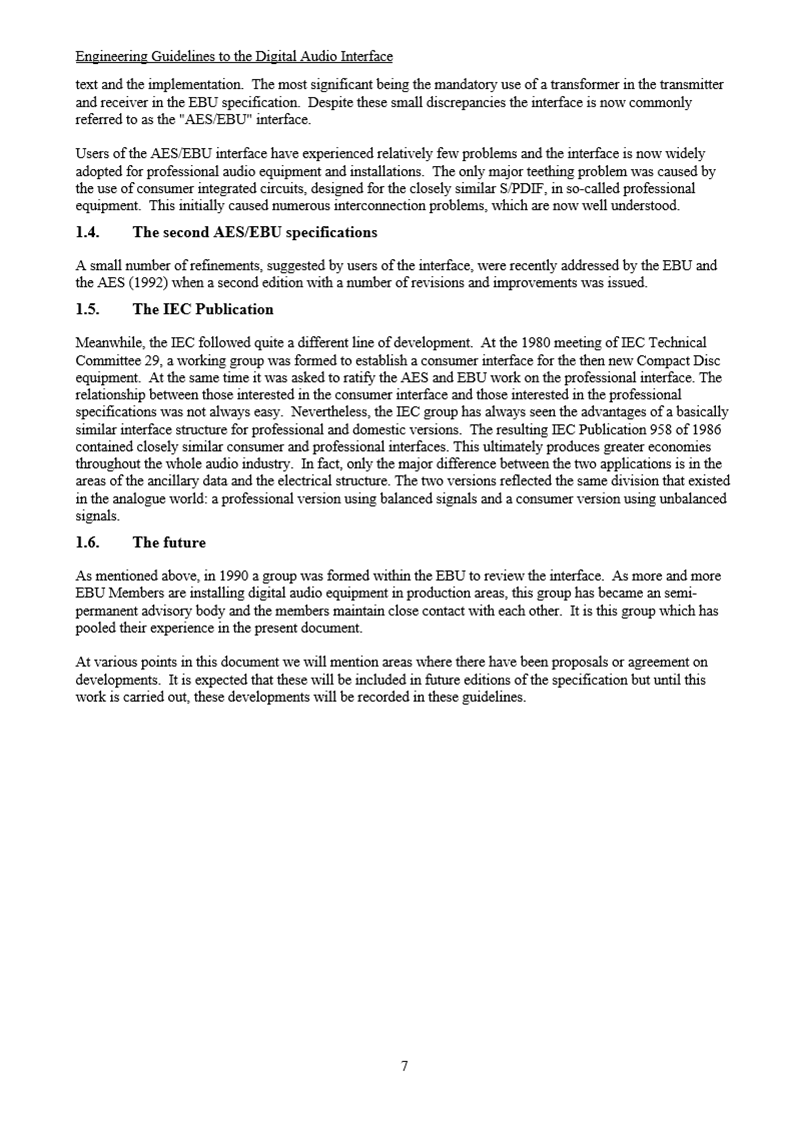 Engineering Guidelines to the Digital Audio Interface
text and the implementation.  The most significant being the mandatory use of a transformer in the transmitter
and receiver in the EBU specification.  Despite these small discrepancies the interface is now commonly
referred to as the "AES/EBU" interface.
Users of the AES/EBU interface have experienced relatively few problems and the interface is now widely
adopted for professional audio equipment and installations.  The only major teething problem was caused by
the use of consumer integrated circuits, designed for the closely similar S/PDIF, in so-called professional
equipment.  This initially caused numerous interconnection problems, which are now well understood.
1.4. The second AES/EBU specifications
A small number of refinements, suggested by users of the interface, were recently addressed by the EBU and
the AES (1992) when a second edition with a number of revisions and improvements was issued.
1.5. The IEC Publication
Meanwhile, the IEC followed quite a different line of development.  At the 1980 meeting of IEC Technical
Committee 29, a working group was formed to establish a consumer interface for the then new Compact Disc
equipment.  At the same time it was asked to ratify the AES and EBU work on the professional interface. The
relationship between those interested in the consumer interface and those interested in the professional
specifications was not always easy.  Nevertheless, the IEC group has always seen the advantages of a basically
similar interface structure for professional and domestic versions.  The resulting IEC Publication 958 of 1986
contained closely similar consumer and professional interfaces. This ultimately produces greater economies
throughout the whole audio industry.  In fact, only the major difference between the two applications is in the
areas of the ancillary data and the electrical structure. The two versions reflected the same division that existed
in the analogue world: a professional version using balanced signals and a consumer version using unbalanced
signals.
1.6. The future
As mentioned above, in 1990 a group was formed within the EBU to review the interface.  As more and more
EBU Members are installing digital audio equipment in production areas, this group has became an semi-
permanent advisory body and the members maintain close contact with each other.  It is this group which has
pooled their experience in the present document.
At various points in this document we will mention areas where there have been proposals or agreement on
developments.  It is expected that these will be included in future editions of the specification but until this
work is carried out, these developments will be recorded in these guidelines.
7